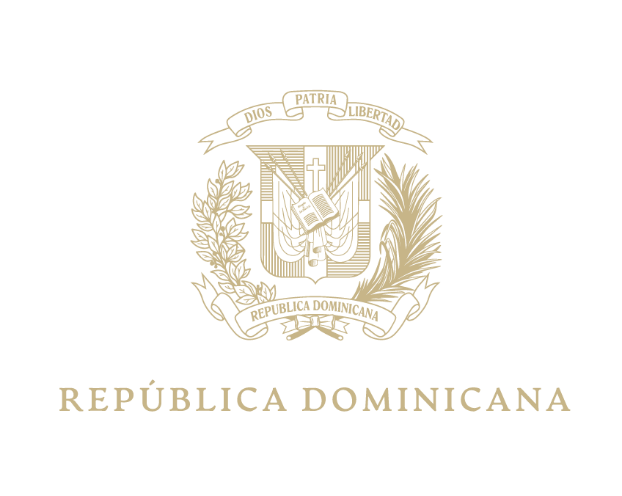 DIOS PATRIA LIBERTAD
REPUBLICA DOMINICANA
REPÚBLICA DOMINICANA